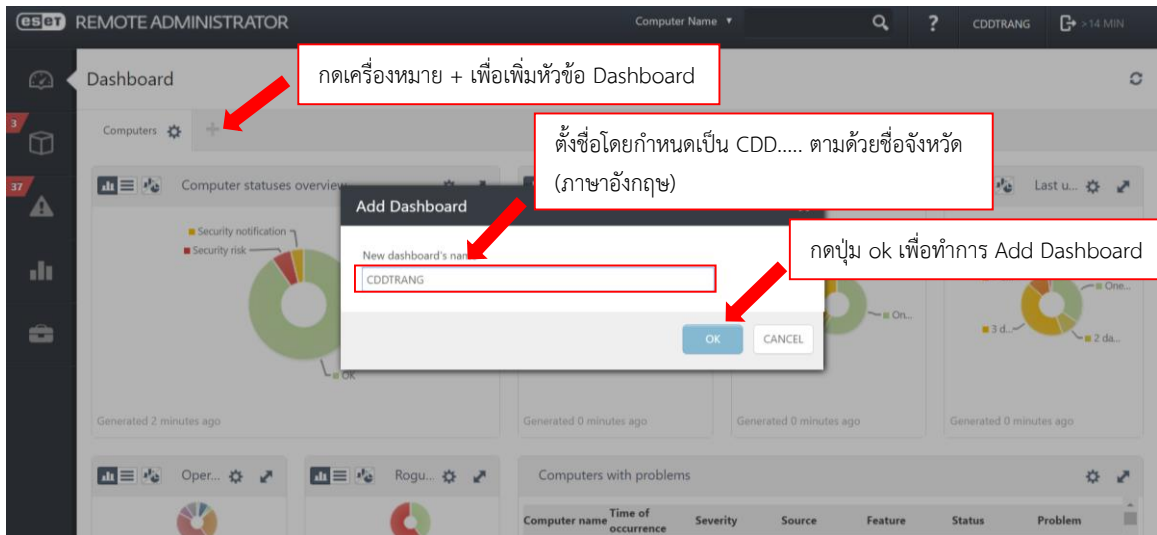 eset REMOTE ADMINISTRATOR
Computer Name
?
CDDTRANG
>14 MIN
Dashboard
กดเครื่องหมาย + เพื่อเพิ่มหัวข้อ Dashboard
3
Computers
+
ตั้งชื่อโดยกำหนดเป็น CDD..... ตามด้วยชื่อจังหวัด
(ภาษาอังกฤษ)
37
Computer statuses overview
Last u...
Add Dashboard
Security notification
Security risk
กดปุ่ม ok เพื่อทำการ Add Dashboard
New dashboard's
CDDTRANG
One...
On...
OK
CANCEL
3 d...
2 da...
OK
Generated 2 minutes ago
Generated 0 minutes ago
Generated 0 minutes ago
Generated 0 minutes ago
Oper...
Rogu...
Computers with problems
Computer name
Time of
occurrence
Severity
Source
Feature
Status
Problem